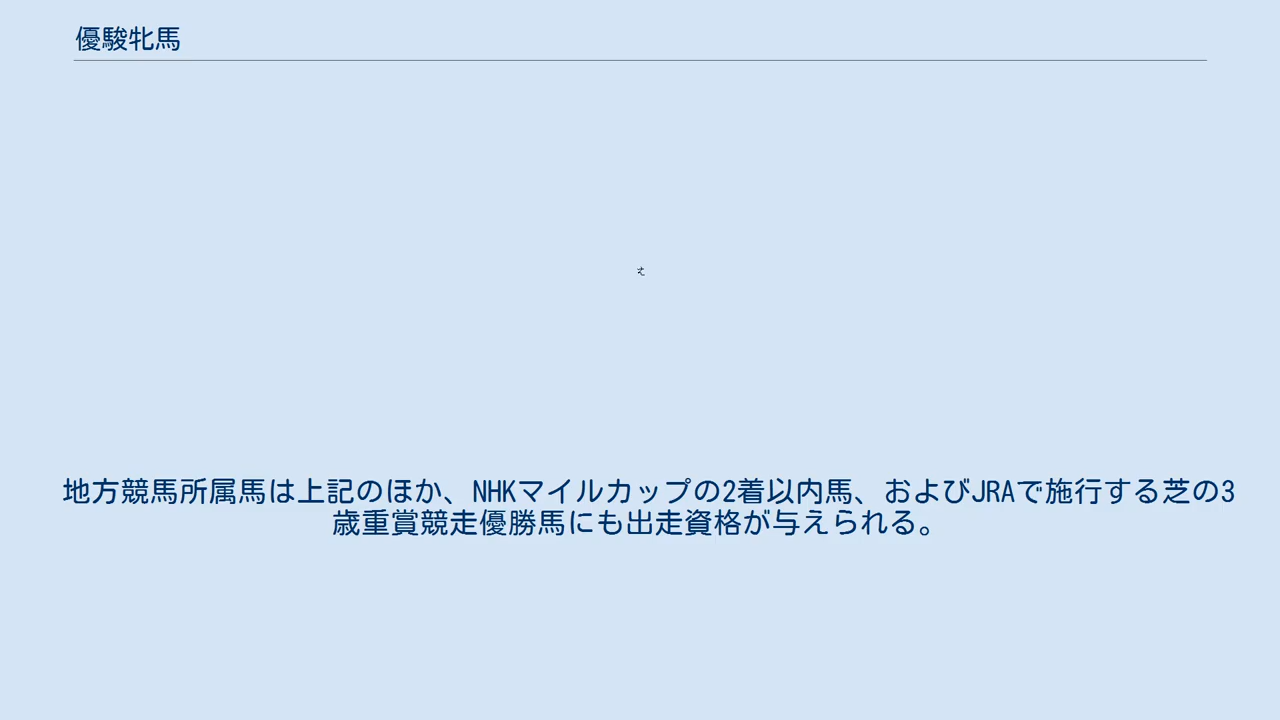 優駿牝馬
え
地方競馬所属馬は上記のほか、NHKマイルカップの2着以内馬、およびJRAで施行する芝の3
歳重賞競走優勝馬にも出走資格が与えられる。